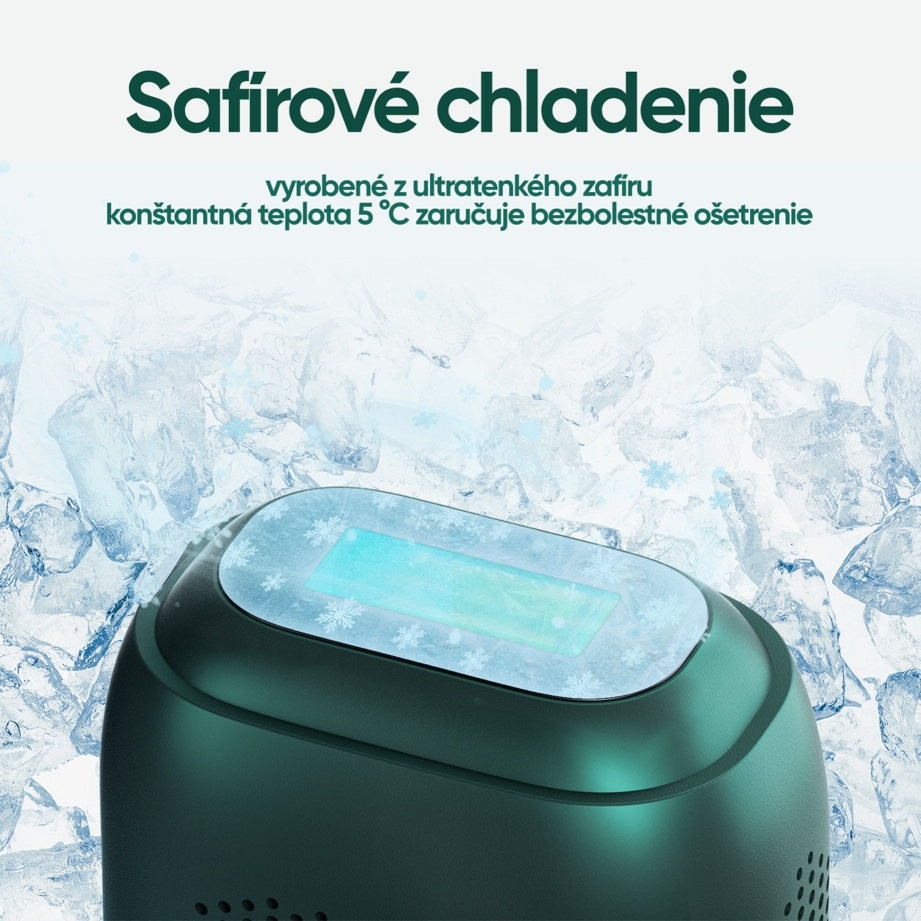 Safírové chladenie
vyrobené z ultratenkého zafíru
konštantná teplota 5 °C zaručuje bezbolestné ošetrenie